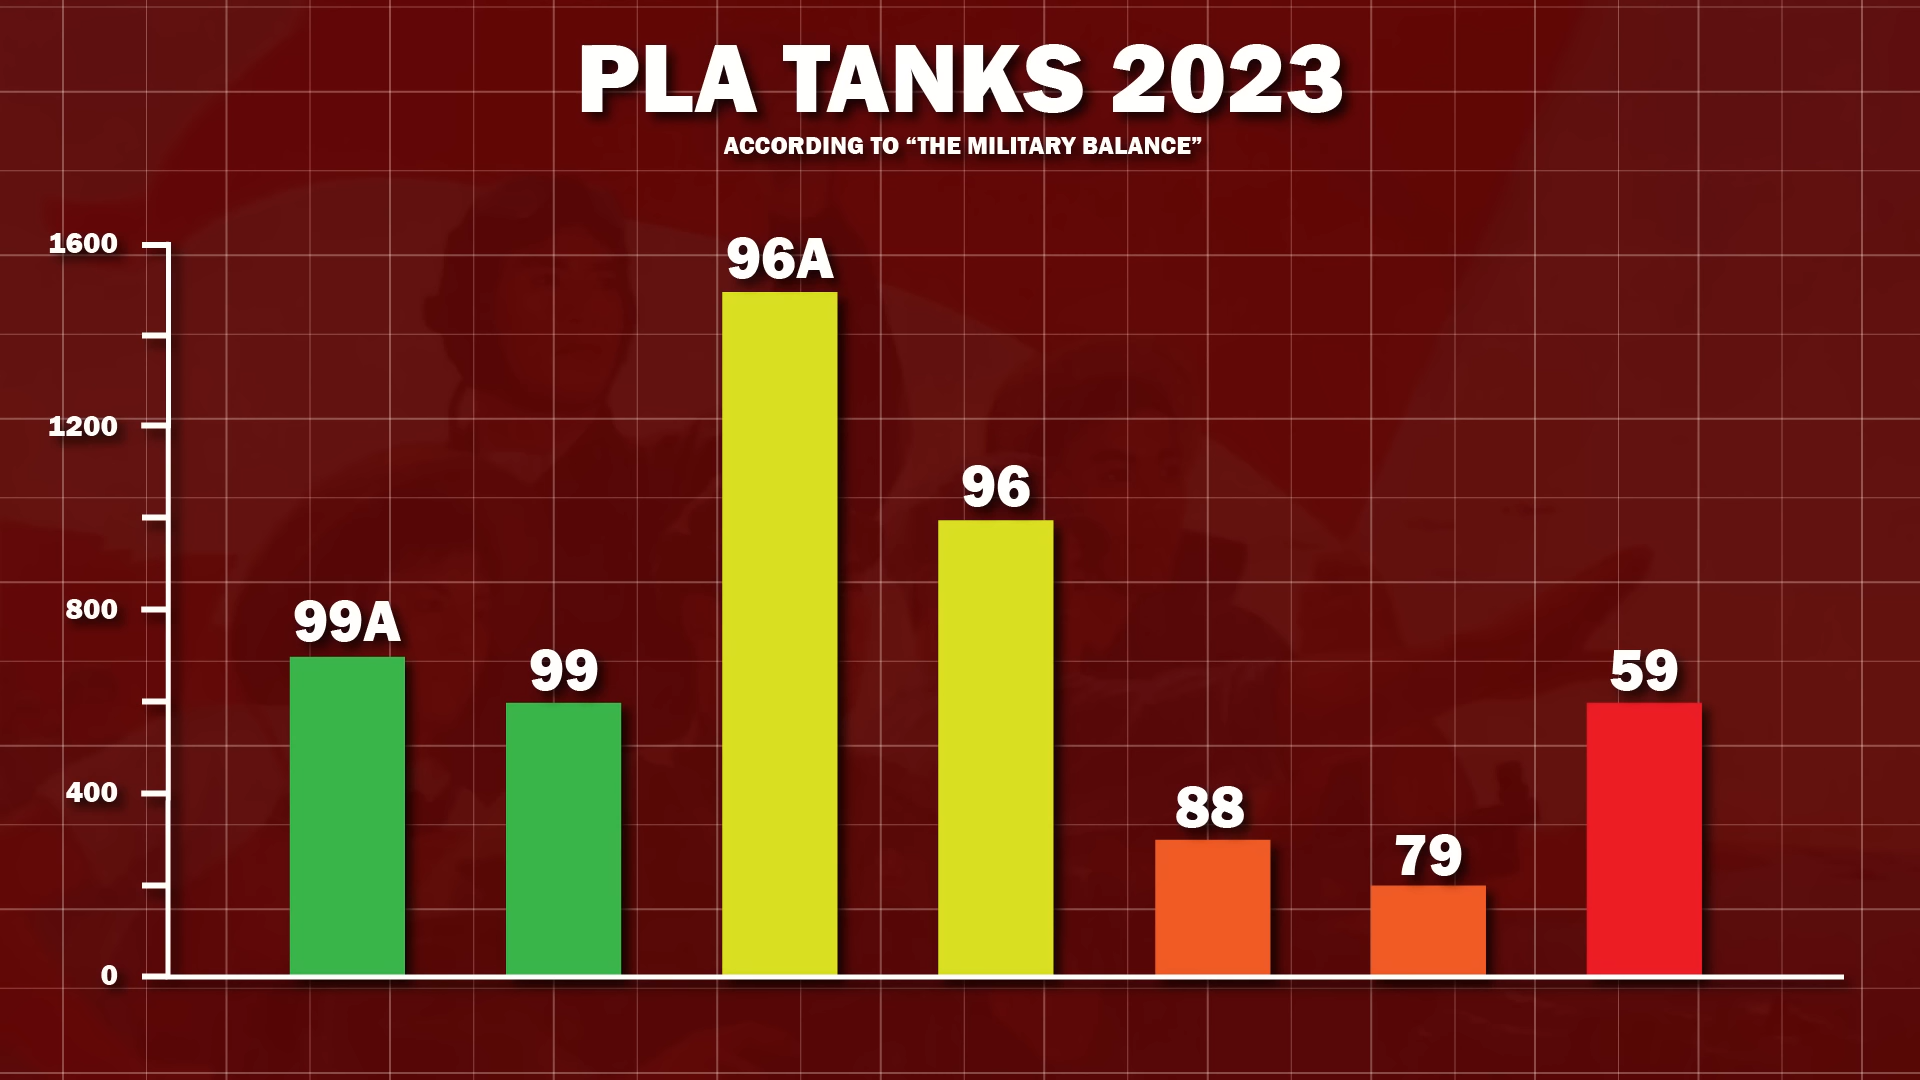 PLA TANKS 2023
ACCORDING TO “THE MILITARY BALANCE”
1600
1200
800
400
0
99A
99
96A
96
88
79
59